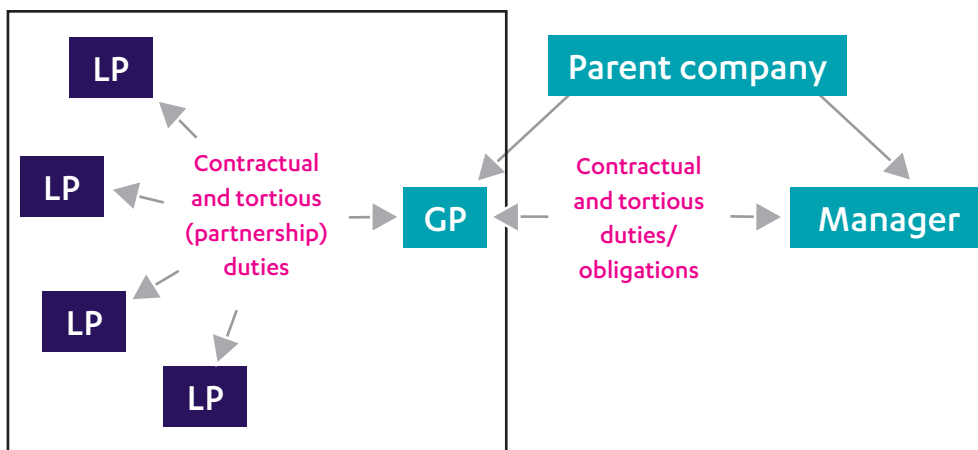 LP
Parent company
LP
Contractual
and tortious
(partnership)
duties
GP
Contractual
and tortious
duties/
obligations
Manager
LP
LP